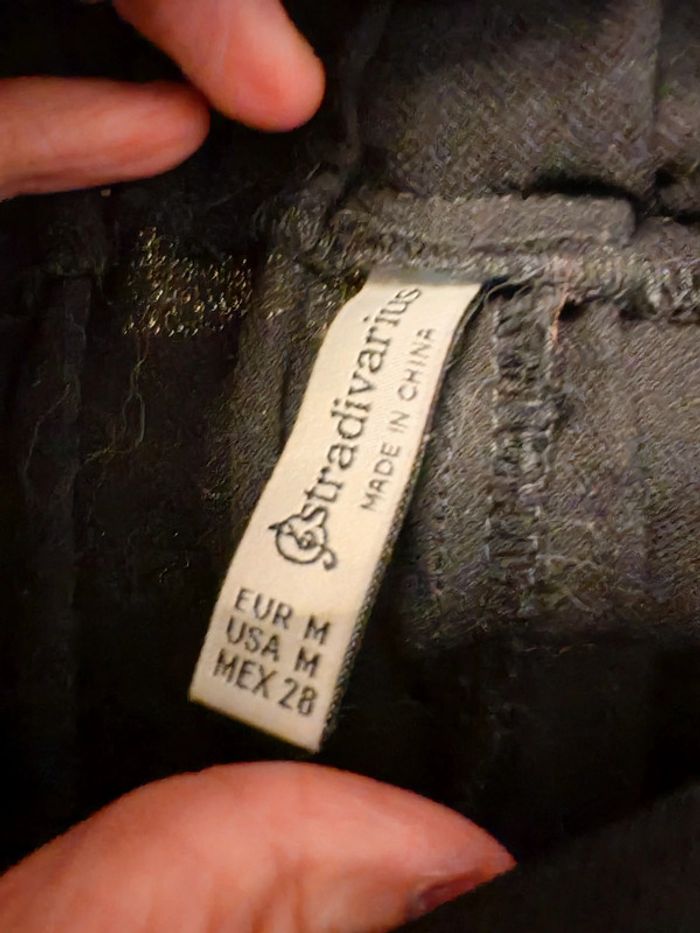 stradivarius
MADE IN CHINA
EUR M
USA M
MEX 28